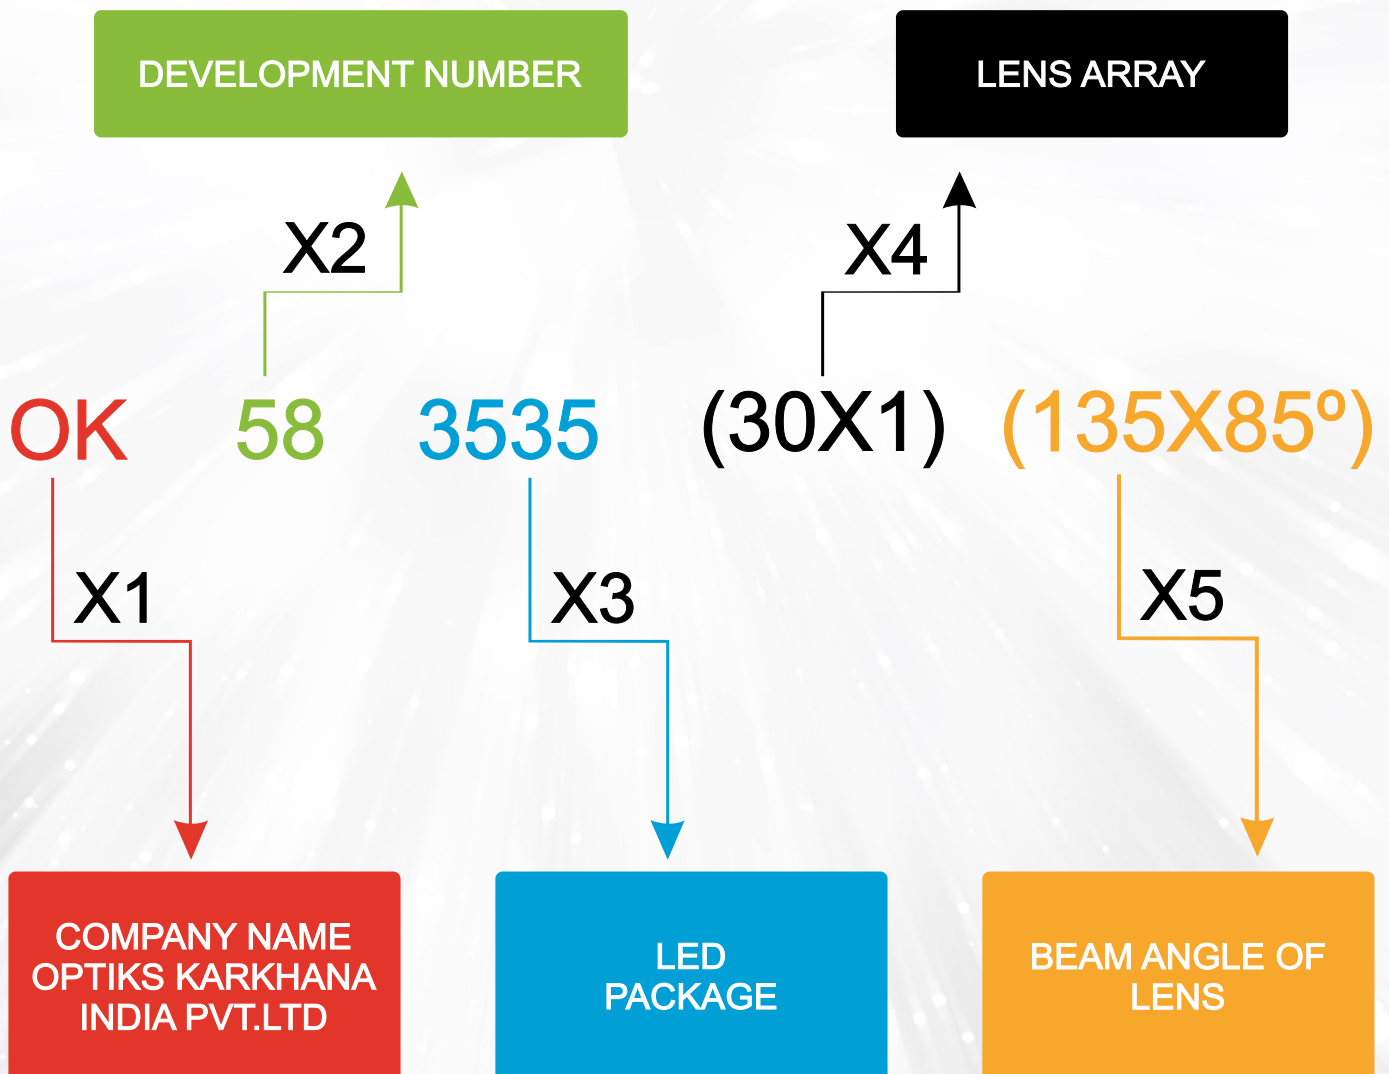 DEVELOPMENT NUMBER
LENS ARRAY
X2
X4
OK 58 3535 (30X1) (135X85º)
X1
X3
X5
COMPANY NAME
OPTIKS KARKHANA
INDIA PVT.LTD
LED
PACKAGE
BEAM ANGLE OF
LENS